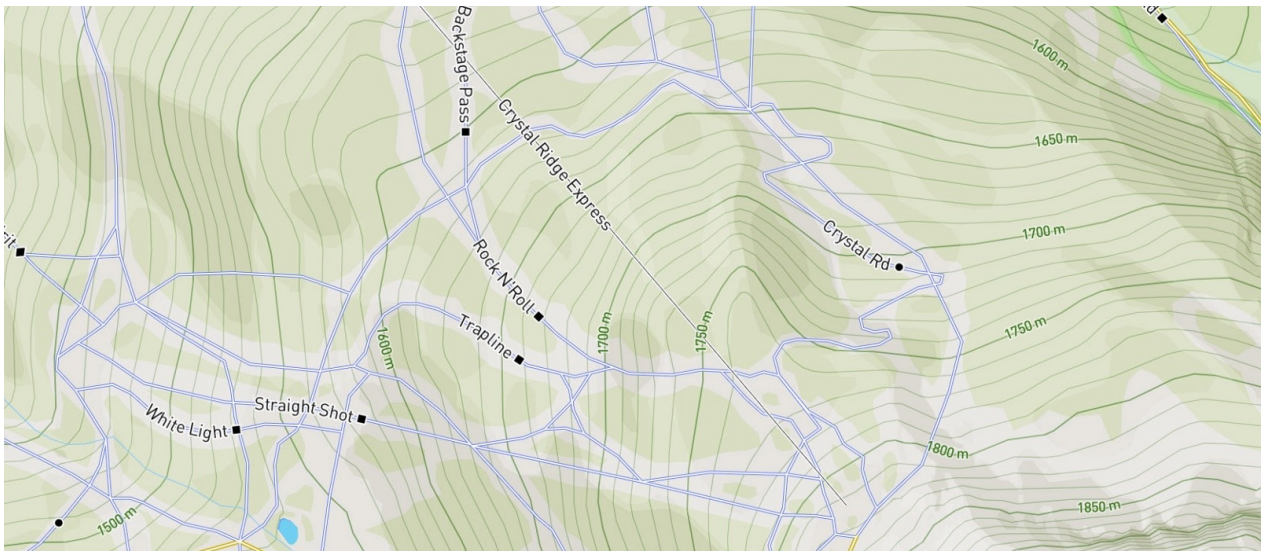 Backstage Pass
1600 m
Crystal Ridge Express
1650 m
Crystal Rd
1700 m
Rock N' Roll
Trapline
1600 m
1700 m
1750 m
1750 m
Straight Shot
White Light
1800 m
1850 m
1500 m